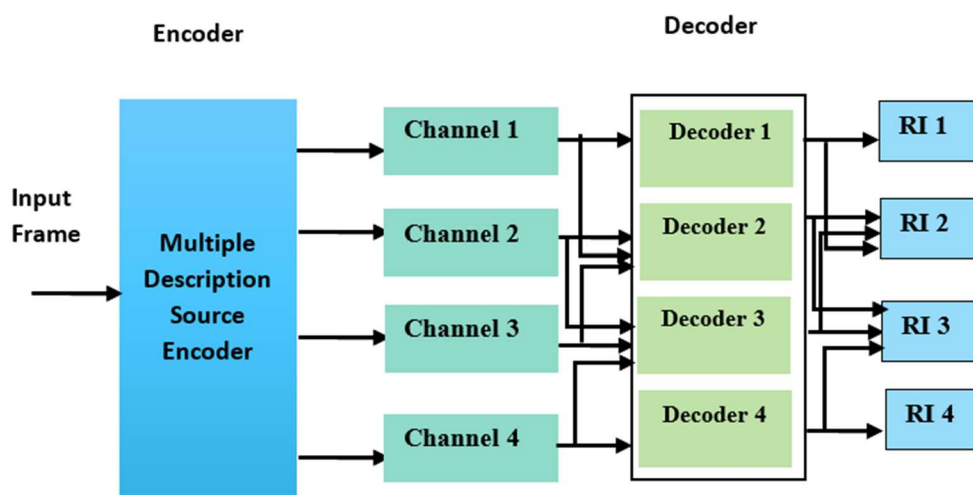 Encoder
Decoder
Input
Frame
Multiple
Description
Source
Encoder
Channel 1
Channel 2
Channel 3
Channel 4
Decoder 1
Decoder 2
Decoder 3
Decoder 4
RI 1
RI 2
RI 3
RI 4